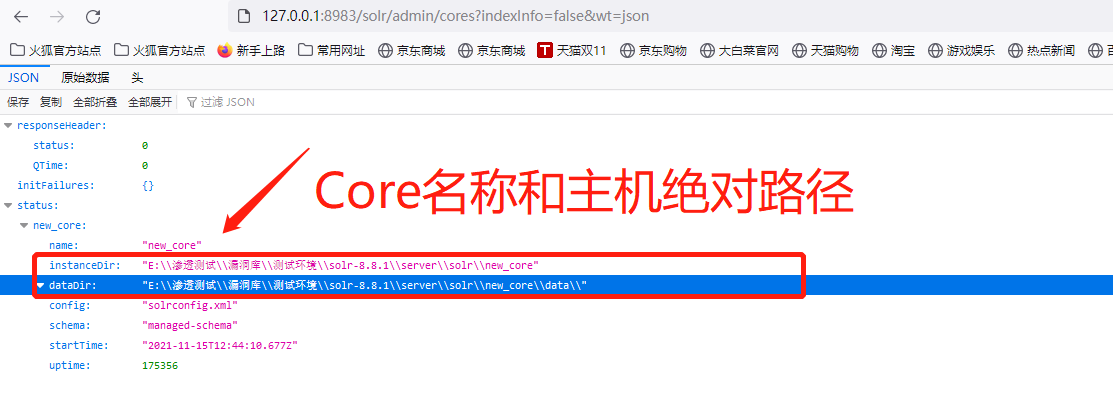 127.0.0.1:8983/solr/admin/cores?indexInfo=false&wt=json
火狐官方站点 火狐官方站点 新手上路 常用网址 京东商城 京东商城 天猫双11 京东购物 大白菜官网 天猫购物 淘宝 游戏娱乐 热点新闻
JSON 原始数据 头
保存 复制 全部折叠 全部展开 过滤 JSON
responseHeader:
status: 0
QTime: 0
initFailures: {}
status:
new_core:
name: "new_core"
instanceDir: "E:\\渗透测试\\漏洞库\\测试环境\\solr-8.8.1\\server\\solr\\new_core"
dataDir: "E:\\渗透测试\\漏洞库\\测试环境\\solr-8.8.1\\server\\solr\\new_core\\data\\"
config: "solrconfig.xml"
schema: "managed-schema"
startTime: "2021-11-15T12:44:10.677Z"
uptime: 175356
Core名称和主机绝对路径